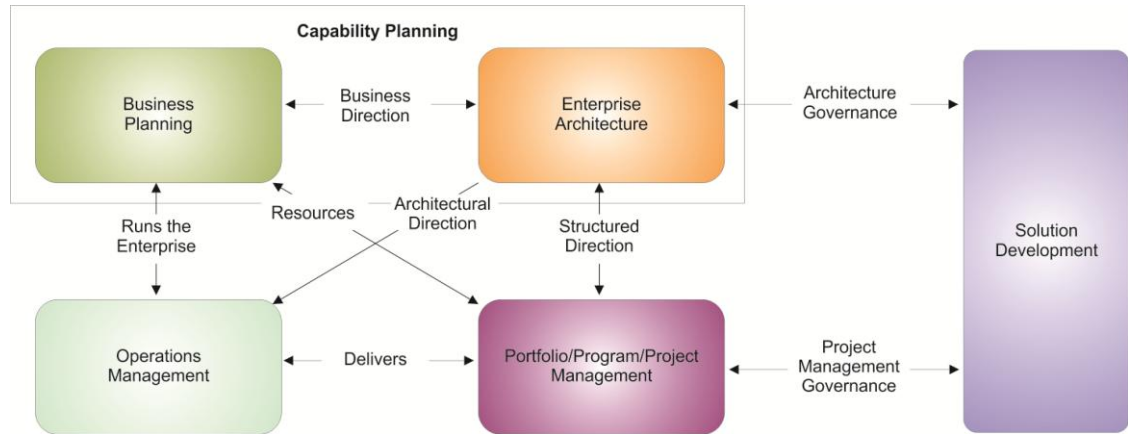 Capability Planning
Business
Planning
Business
Direction
Enterprise
Architecture
Architecture
Governance
Runs the
Enterprise
Resources
Architectural
Direction
Structured
Direction
Solution
Development
Operations
Management
Delivers
Portfolio/Program/Project
Management
Project
Management
Governance